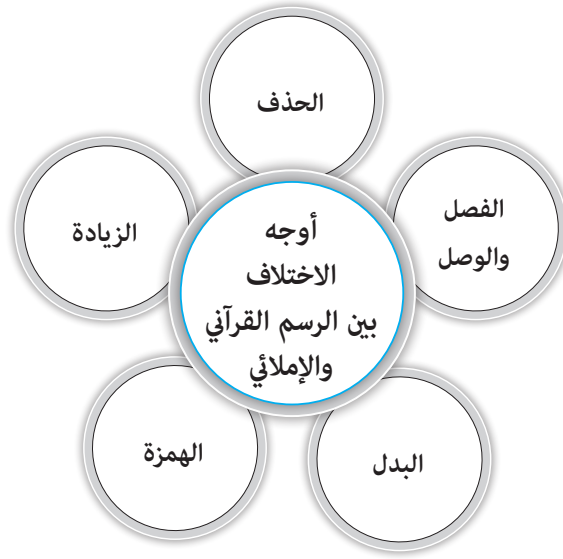 الحذف
الفصل
والوصل
الزيادة
أوجه
الاختلاف
بين الرسم القرآني
والإملائي
الهمزة
البدل